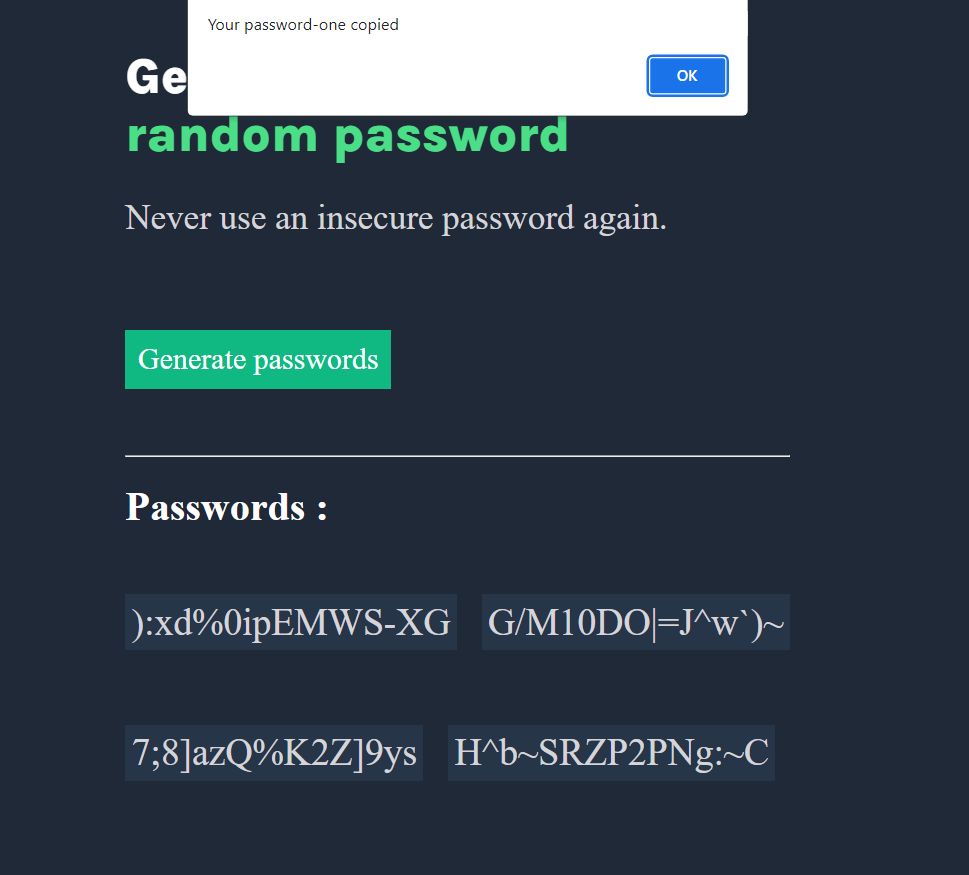 Your password-one copied
OK
Ge
random password
Never use an insecure password again.
Generate passwords
Passwords :
):xd%0ipEMWS-XG
G/M10DO|=J^w`)~
7;8]azQ%K2Z]9ys
H^b~SRZP2PNg:~C